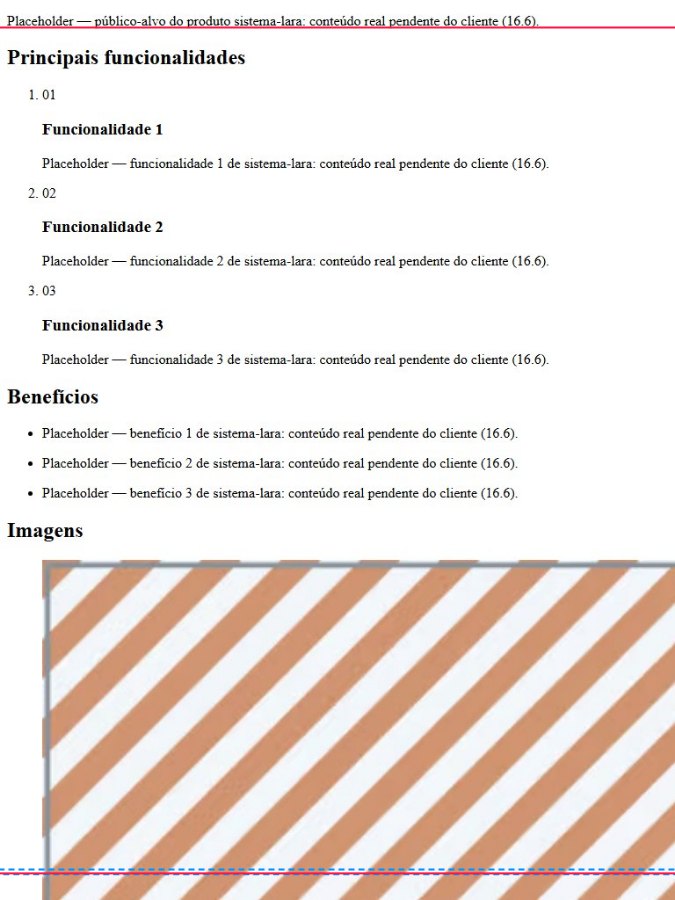 Placeholder — público-alvo do produto sistema-lara: conteúdo real pendente do cliente (16.6).
Principais funcionalidades
1. 01
Funcionalidade 1
Placeholder — funcionalidade 1 de sistema-lara: conteúdo real pendente do cliente (16.6).
2. 02
Funcionalidade 2
Placeholder — funcionalidade 2 de sistema-lara: conteúdo real pendente do cliente (16.6).
3. 03
Funcionalidade 3
Placeholder — funcionalidade 3 de sistema-lara: conteúdo real pendente do cliente (16.6).
Benefícios
• Placeholder — benefício 1 de sistema-lara: conteúdo real pendente do cliente (16.6).
• Placeholder — benefício 2 de sistema-lara: conteúdo real pendente do cliente (16.6).
• Placeholder — benefício 3 de sistema-lara: conteúdo real pendente do cliente (16.6).
Imagens